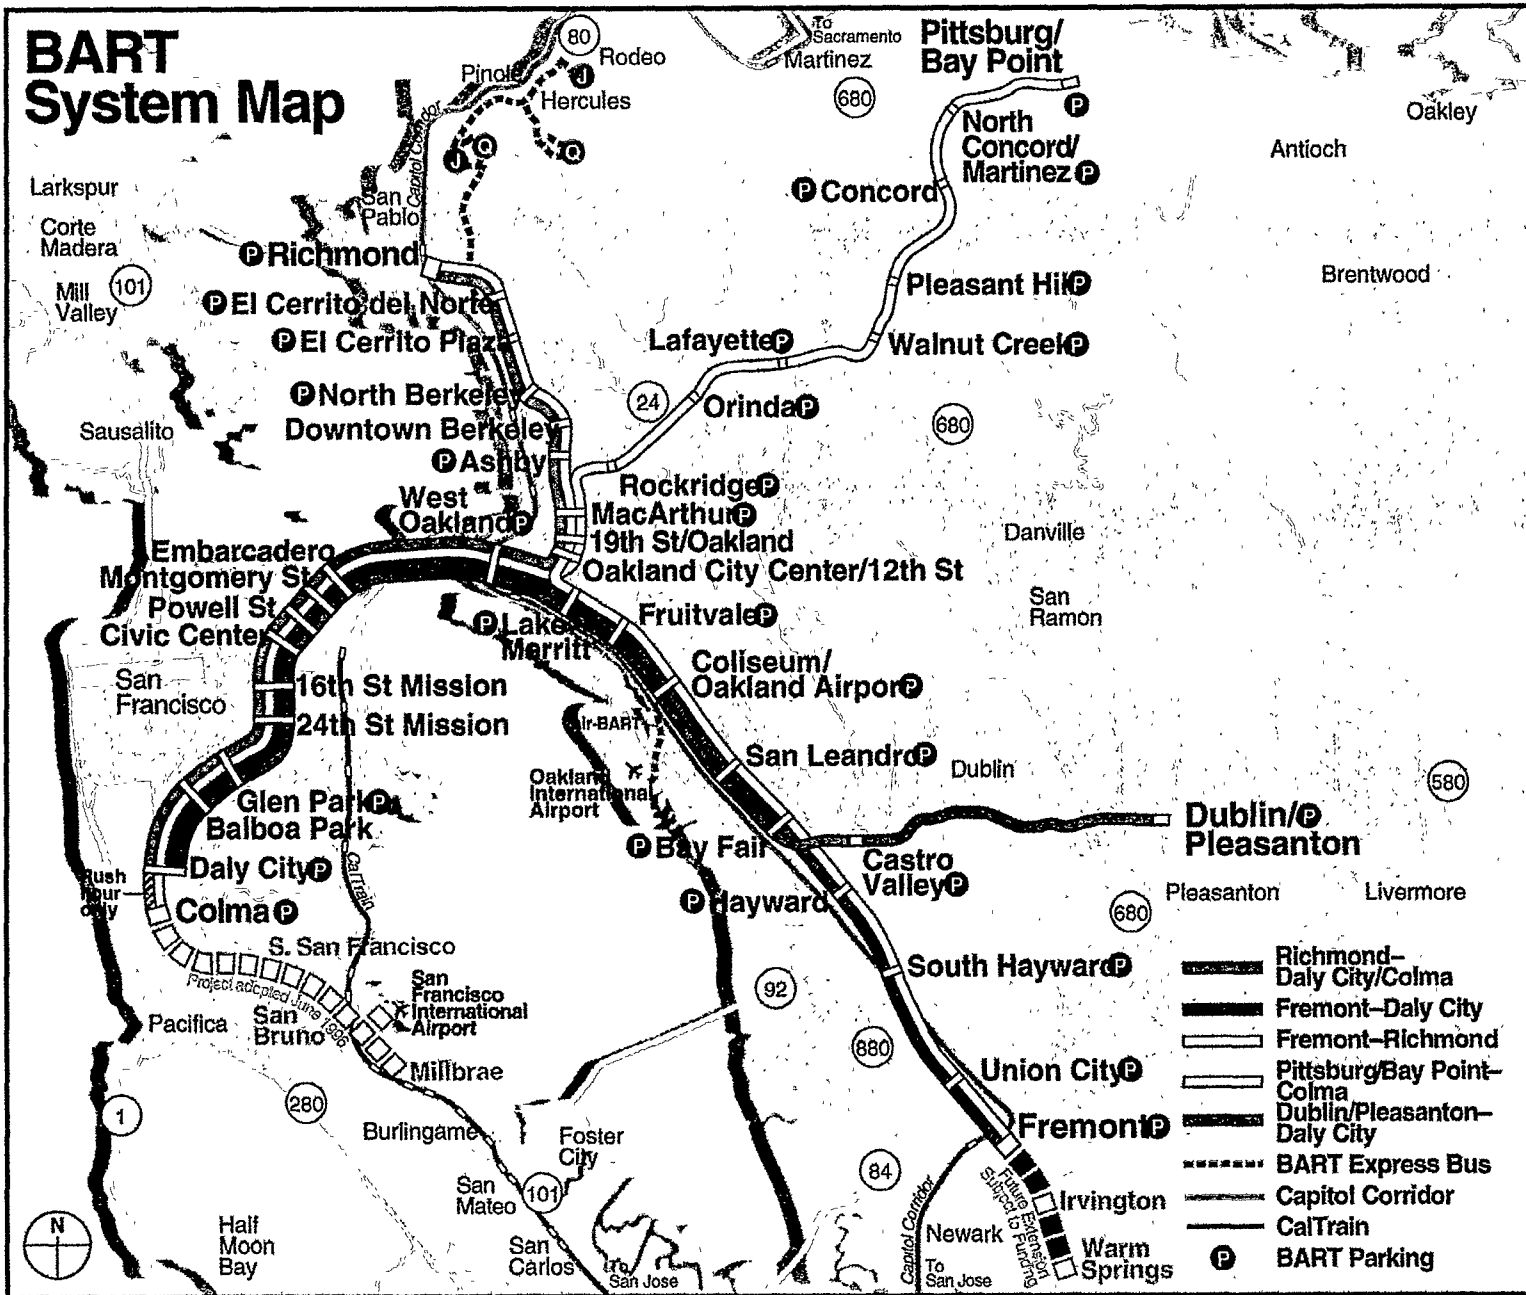 BART
System Map
80
Rodeo
Pinole
J
Hercules
Capitol Corridor
J
Q
Q
San
Pablo
To
Sacramento
Martinez
680
Pittsburg/
Bay Point
P
North
Concord/
Martinez P
P Concord
Oakley
Antioch
Brentwood
Larkspur
Corte
Madera
Mill
Valley
101
P Richmond
P El Cerrito del Norte
P El Cerrito Plaza
P North Berkeley
Downtown Berkeley
P Ashby
Pleasant Hill P
Lafayette P
Walnut Creek P
24
Orinda P
680
Sausalito
Rockridge P
West
Oakland P
MacArthur P
19th St/Oakland
Oakland City Center/12th St
Danville
San
Ramon
Embarcadero
Montgomery St
Powell St
Civic Center
P Lake
Merritt
Fruitvale P
Coliseum/
Oakland Airport P
San
Francisco
16th St Mission
24th St Mission
Air-BART
San Leandro P
Oakland
International
Airport
Dublin
580
Glen Park P
Balboa Park
P Bay Fair
Dublin/ P
Pleasanton
Daly City P
Castro
Valley P
Rush
hour
only
CalTrain
Colma P
P Hayward
680
Pleasanton
Livermore
S. San Francisco
South Hayward P
Project adopted June 1996
San
Francisco
International
Airport
San
Bruno
Pacifica
92
Millbrae
880
Union City P
1
280
Burlingame
Foster
City
Fremont P
84
San
Mateo
101
Capitol Corridor
Future Extension
Subject to Funding
Irvington
Newark
Warm
Springs
N
Half
Moon
Bay
San
Carlos
To
San Jose
To
San Jose
Richmond–
Daly City/Colma
Fremont–Daly City
Fremont–Richmond
Pittsburg/Bay Point–
Colma
Dublin/Pleasanton–
Daly City
BART Express Bus
Capitol Corridor
CalTrain
P BART Parking